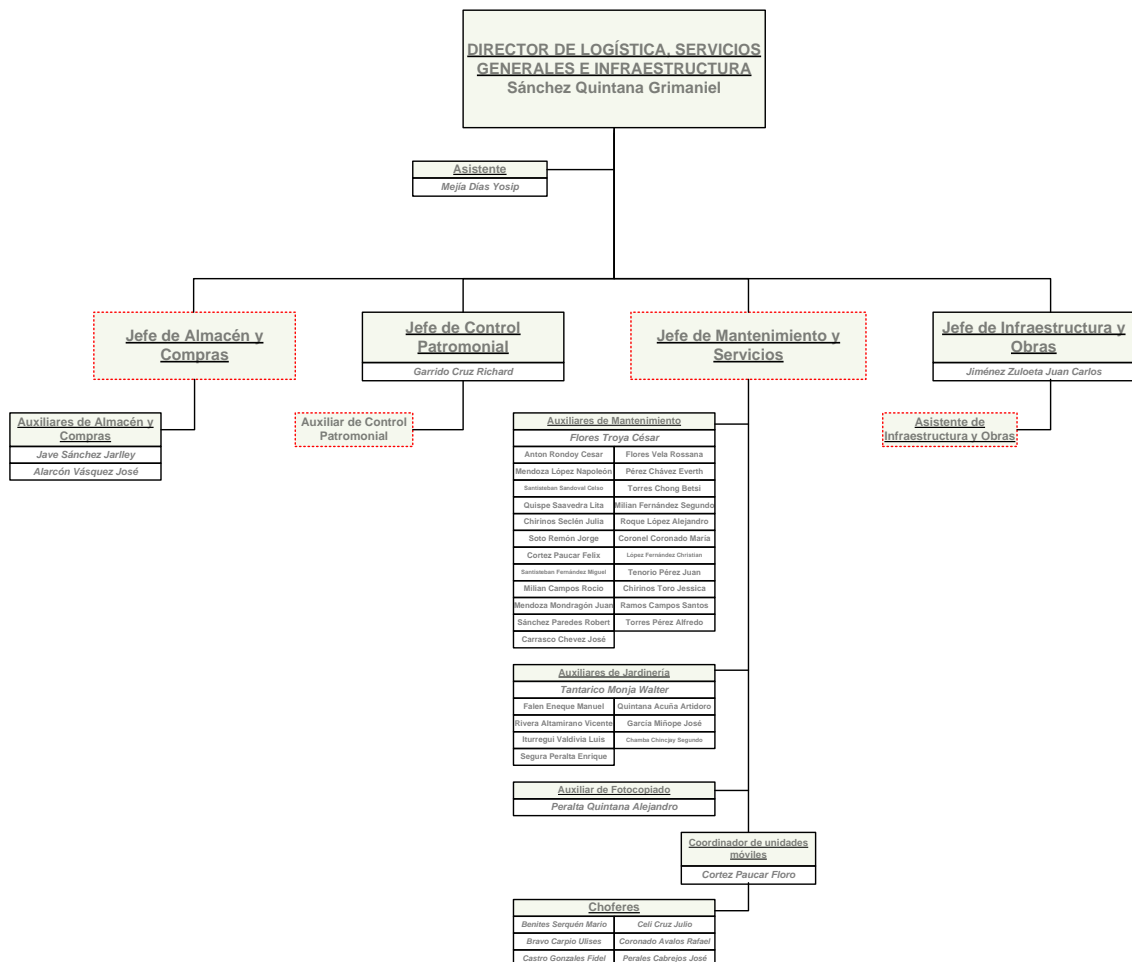 DIRECTOR DE LOGÍSTICA, SERVICIOS
GENERALES E INFRAESTRUCTURA
Sánchez Quintana Grimaniel
Asistente
Mejía Días Yosip
Jefe de Almacén y
Compras
Jefe de Control
Patromonial
Garrido Cruz Richard
Jefe de Mantenimiento y
Servicios
Jefe de Infraestructura y
Obras
Jiménez Zuloeta Juan Carlos
Auxiliares de Almacén y
Compras
Jave Sánchez Jarlley
Alarcón Vásquez José
Auxiliar de Control
Patromonial
Asistente de
Infraestructura y Obras
Auxiliares de Mantenimiento
Flores Troya César
Anton Rondoy Cesar
Flores Vela Rossana
Mendoza López Napoleón
Pérez Chávez Everth
Santisteban Sandoval Celso
Torres Chong Betsi
Quispe Saavedra Lita
Milian Fernández Segundo
Chirinos Seclén Julia
Roque López Alejandro
Soto Remón Jorge
Coronel Coronado María
Cortez Paucar Felix
López Fernández Christian
Santisteban Fernández Miguel
Tenorio Pérez Juan
Milian Campos Rocío
Chirinos Toro Jessica
Mendoza Mondragón Juan
Ramos Campos Santos
Sánchez Paredes Robert
Torres Pérez Alfredo
Carrasco Chevez José
Auxiliares de Jardinería
Tantarico Monja Walter
Falen Eneque Manuel
Quintana Acuña Artidoro
Rivera Altamirano Vicente
García Miñope José
Iturregui Valdivia Luis
Chamba Chincjay Segundo
Segura Peralta Enrique
Auxiliar de Fotocopiado
Peralta Quintana Alejandro
Coordinador de unidades
móviles
Cortez Paucar Floro
Choferes
Benites Serquén Mario
Celi Cruz Julio
Bravo Carpio Ulises
Coronado Avalos Rafael
Castro Gonzales Fidel
Perales Cabrejos José